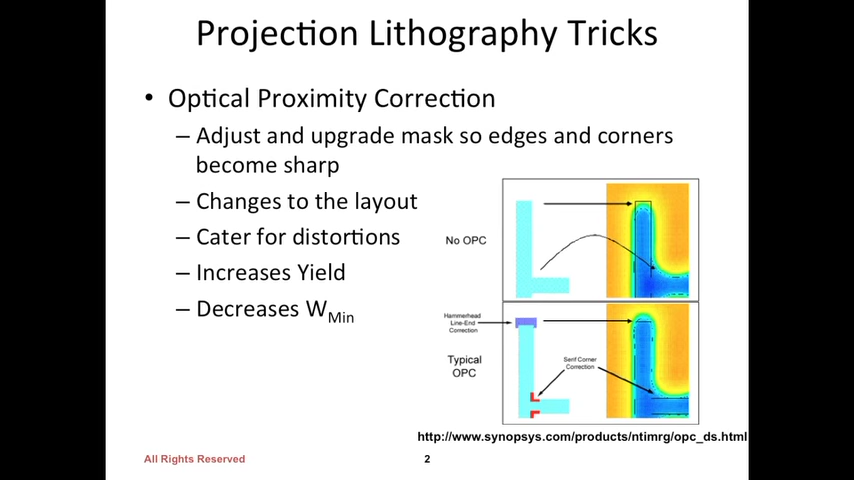 Projection Lithography Tricks
• Optical Proximity Correction
– Adjust and upgrade mask so edges and corners
become sharp
– Changes to the layout
– Cater for distortions
– Increases Yield
– Decreases WMin
No OPC
Hammerhead
Line-End
Correction
Typical
OPC
Serif Corner
Correction
http://www.synopsys.com/products/ntimrg/opc_ds.html
All Rights Reserved
2